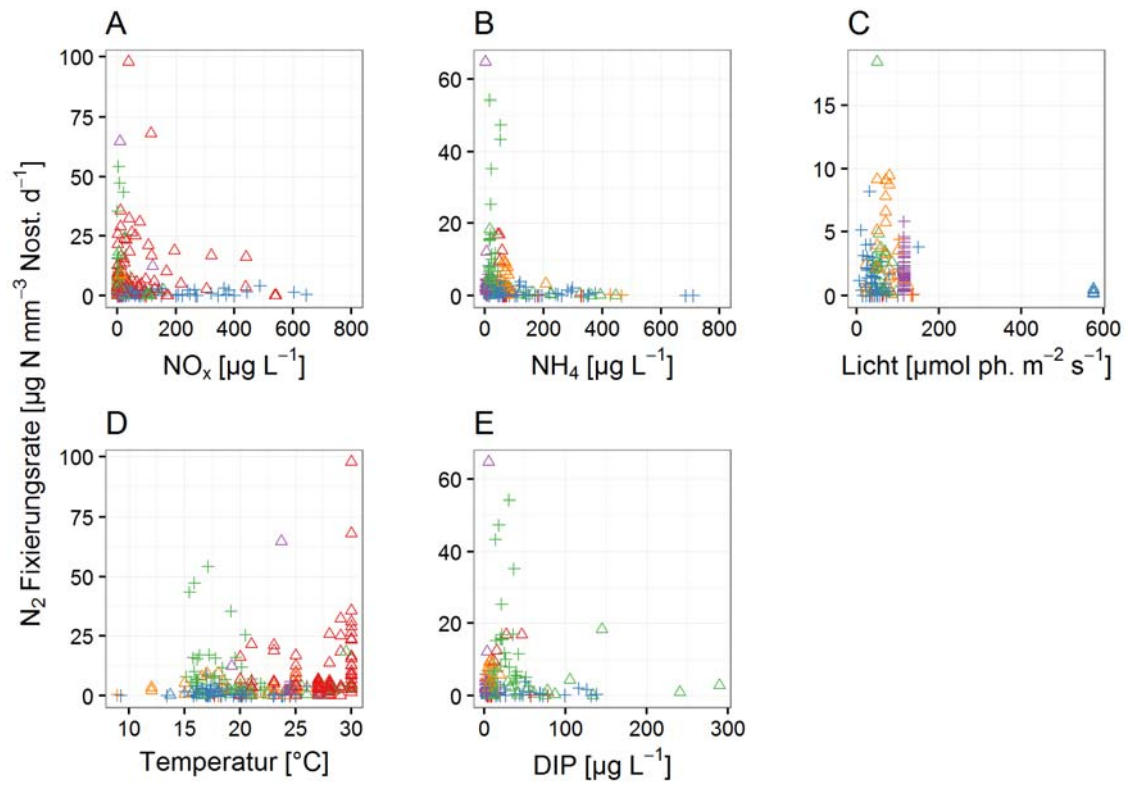 A
B
C
N₂ Fixierungsrate [µg N mm⁻³ Nost. d⁻¹]
100
75
50
25
0
0 200 400 600 800
NOₓ [µg L⁻¹]
60
40
20
0
0 200 400 600 800
NH₄ [µg L⁻¹]
15
10
5
0
0 200 400 600
Licht [µmol ph. m⁻² s⁻¹]
D
E
100
75
50
25
0
10 15 20 25 30
Temperatur [°C]
60
40
20
0
0 100 200 300
DIP [µg L⁻¹]